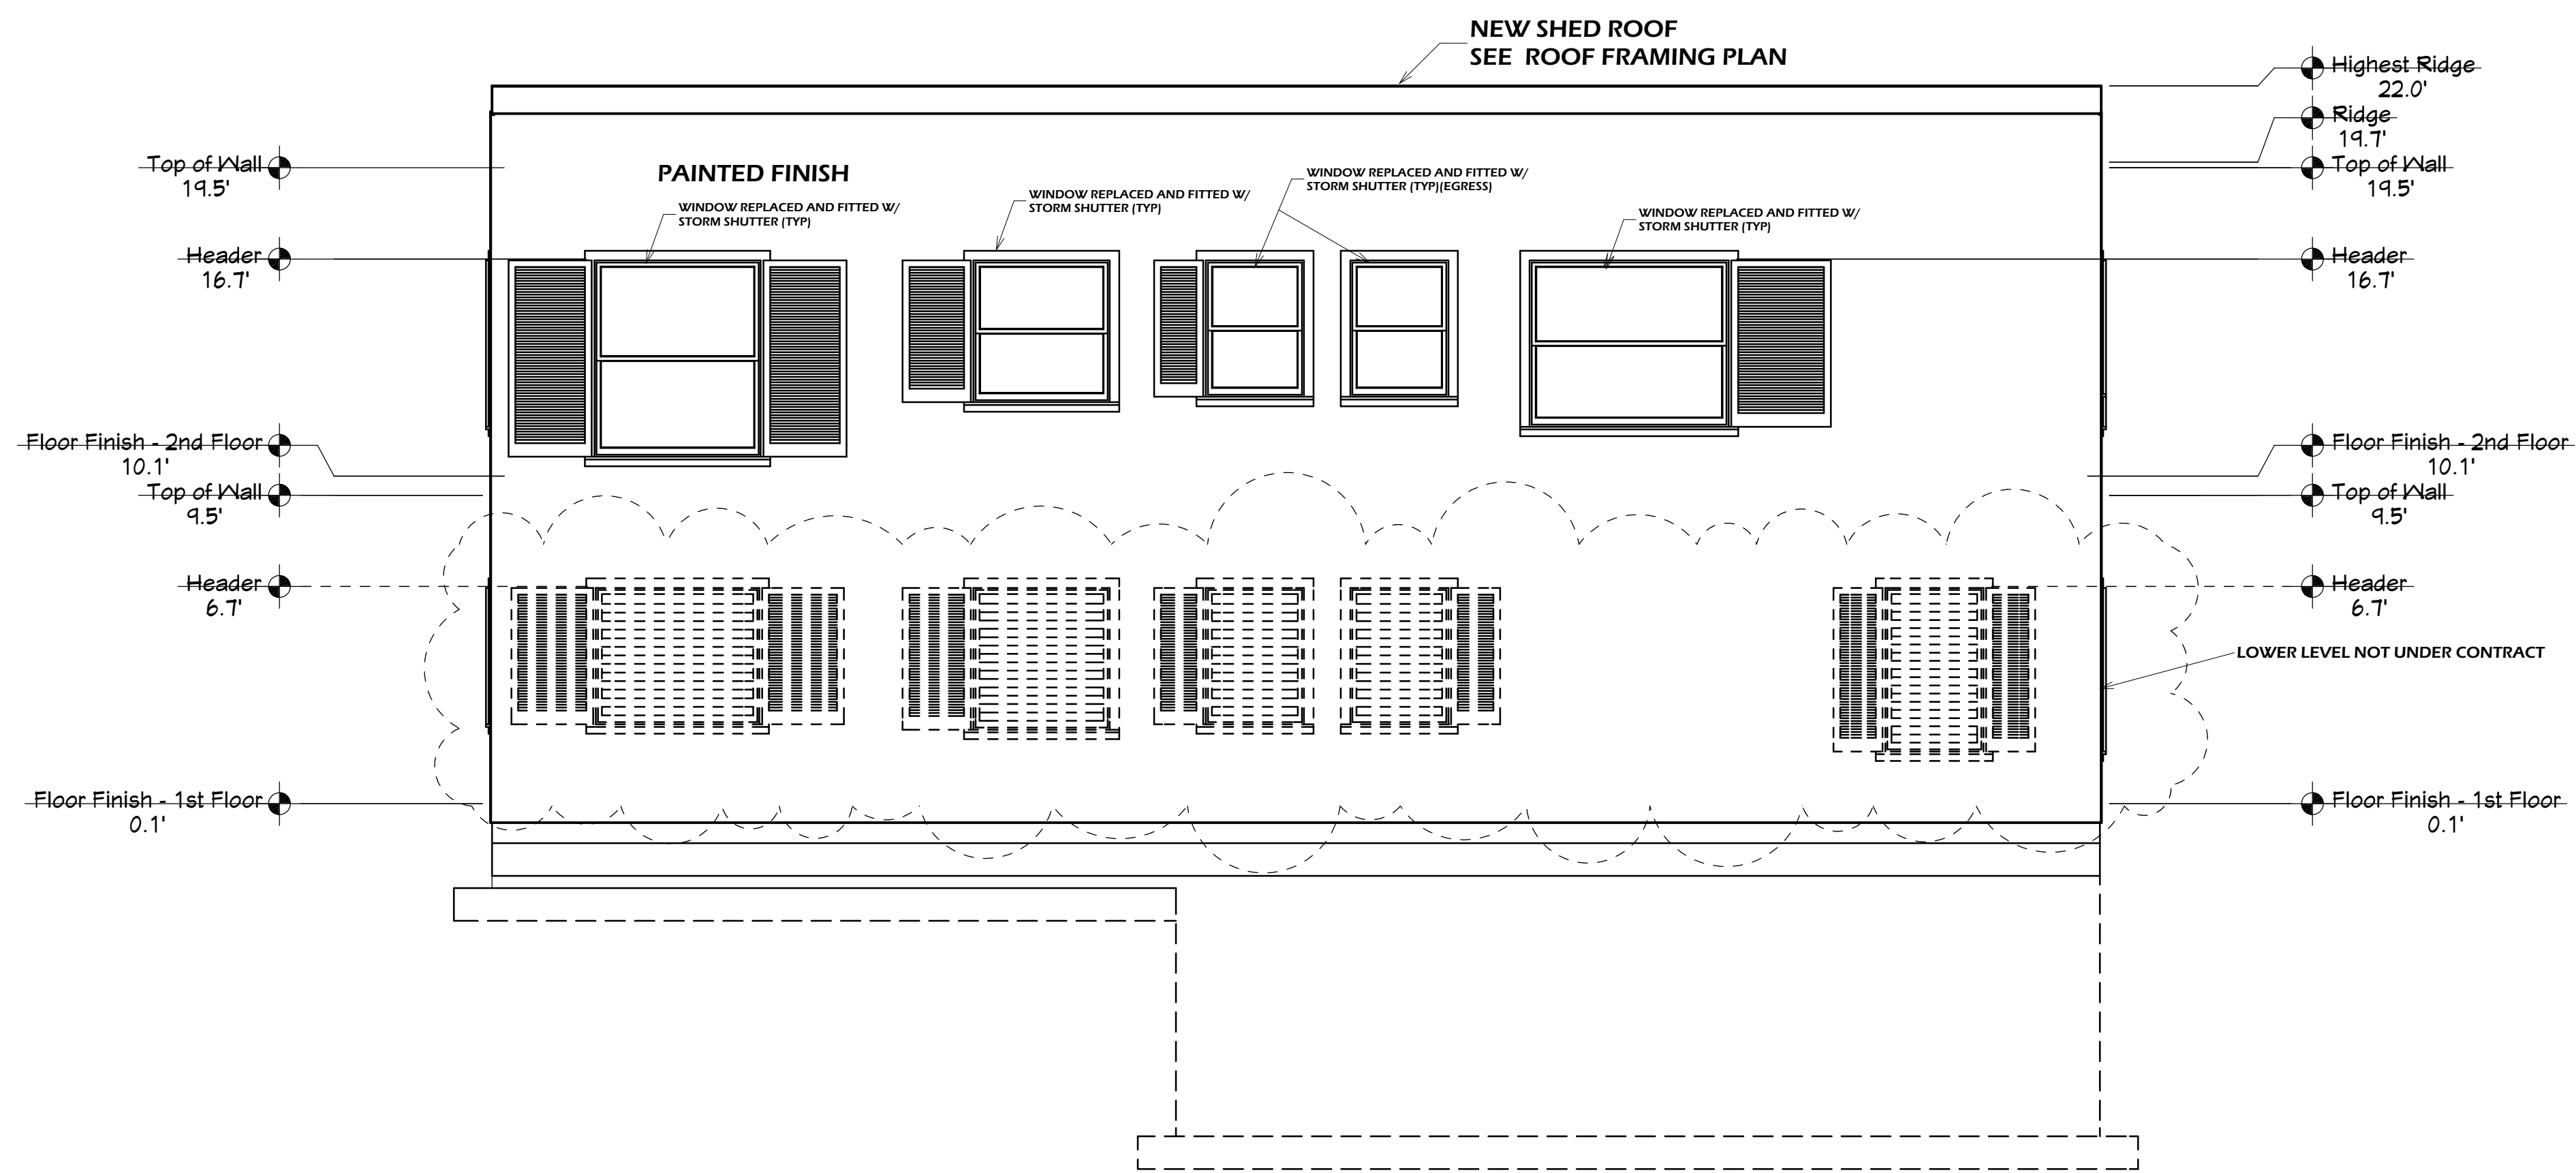 NEW SHED ROOF
SEE ROOF FRAMING PLAN
Highest Ridge
22.0'
Ridge
19.7'
Top of Wall
19.5'
Top of Wall
19.5'
PAINTED FINISH
WINDOW REPLACED AND FITTED W/
STORM SHUTTER (TYP)
WINDOW REPLACED AND FITTED W/
STORM SHUTTER (TYP)
WINDOW REPLACED AND FITTED W/
STORM SHUTTER (TYP)(EGRESS)
WINDOW REPLACED AND FITTED W/
STORM SHUTTER (TYP)
Header
16.7'
Header
16.7'
Floor Finish - 2nd Floor
10.1'
Floor Finish - 2nd Floor
10.1'
Top of Wall
9.5'
Top of Wall
9.5'
Header
6.7'
Header
6.7'
LOWER LEVEL NOT UNDER CONTRACT
Floor Finish - 1st Floor
0.1'
Floor Finish - 1st Floor
0.1'